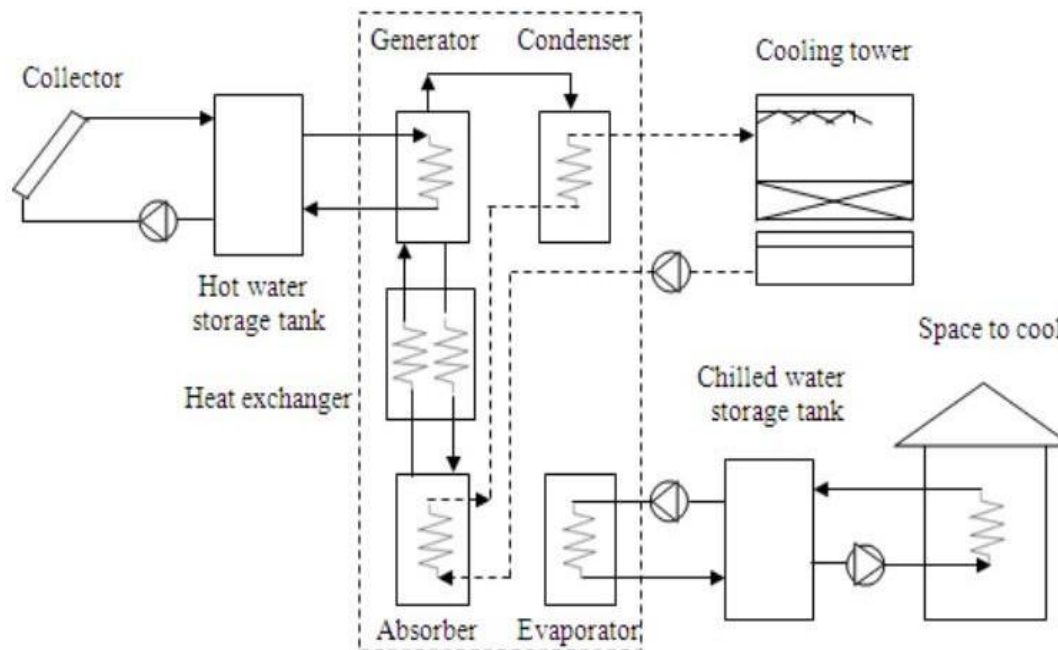 Generator
Condenser
Cooling tower
Collector
Hot water
storage tank
Heat exchanger
Space to cool
Chilled water
storage tank
Absorber
Evaporator